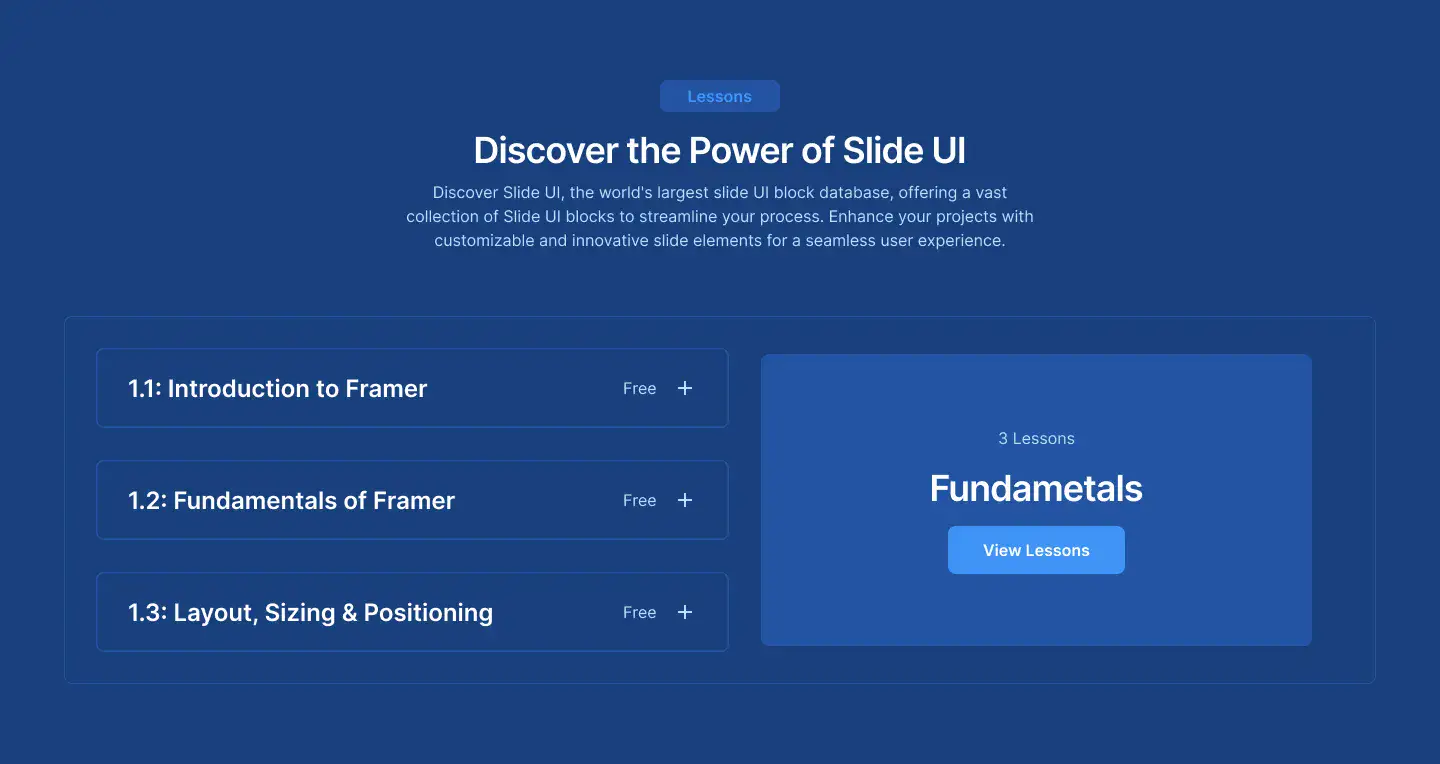 Lessons
Discover the Power of Slide UI
Discover Slide UI, the world's largest slide UI block database, offering a vast
collection of Slide UI blocks to streamline your process. Enhance your projects with
customizable and innovative slide elements for a seamless user experience.
1.1: Introduction to Framer
Free
1.2: Fundamentals of Framer
Free
1.3: Layout, Sizing & Positioning
Free
3 Lessons
Fundametals
View Lessons